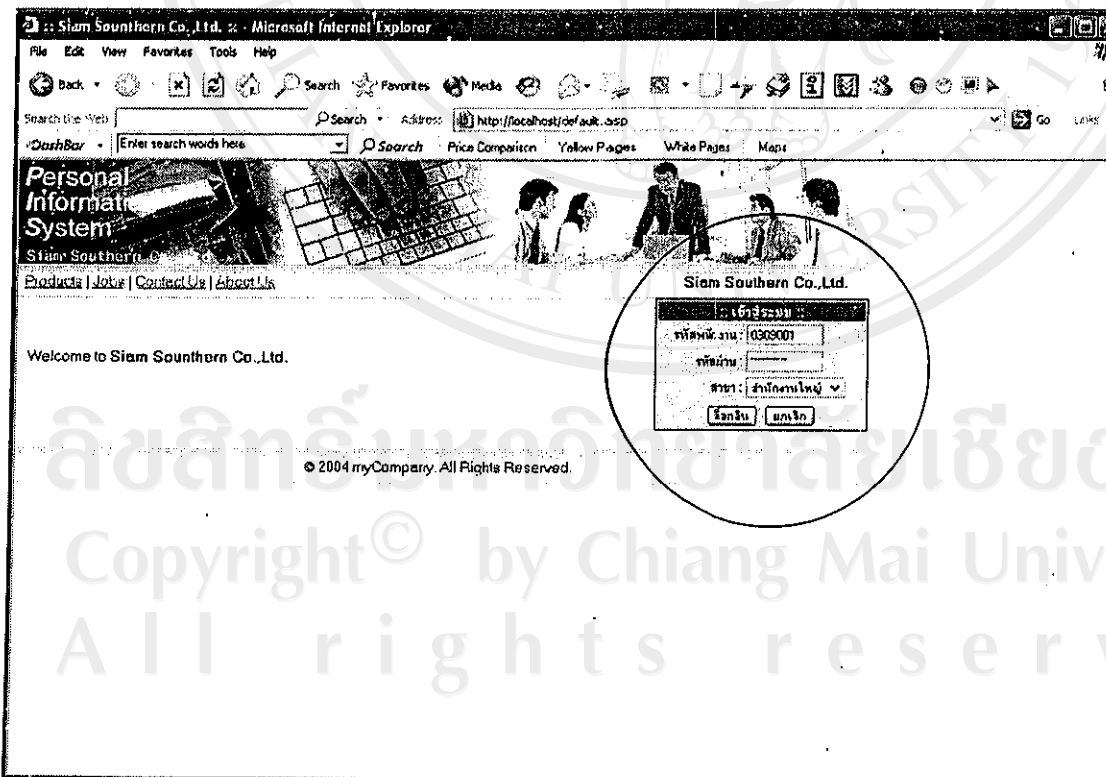 :: Siam Sounthern Co.,Ltd. :: - Microsoft Internet Explorer
File Edit View Favorites Tools Help
Back Search Favorites Media
Search the Web Search Address http://localhost/default.asp Go Links
DashBar Enter search words here Search Price Comparison Yellow Pages White Pages Maps
Personal
Information
System
Siam Southern
Products | Jobs | Contact Us | About Us
Siam Southern Co.,Ltd.
:: เข้าสู่ระบบ ::
รหัสพนักงาน : 0303001
รหัสผ่าน :
Welcome to Siam Sounthern Co.,Ltd.
สาขา : สำนักงานใหญ่
ล็อกอิน ยกเลิก
© 2004 myCompany. All Rights Reserved.
ลิขสิทธิ์มหาวิทยาลัยเชียง
Copyright © by Chiang Mai Univ
All rights reserv